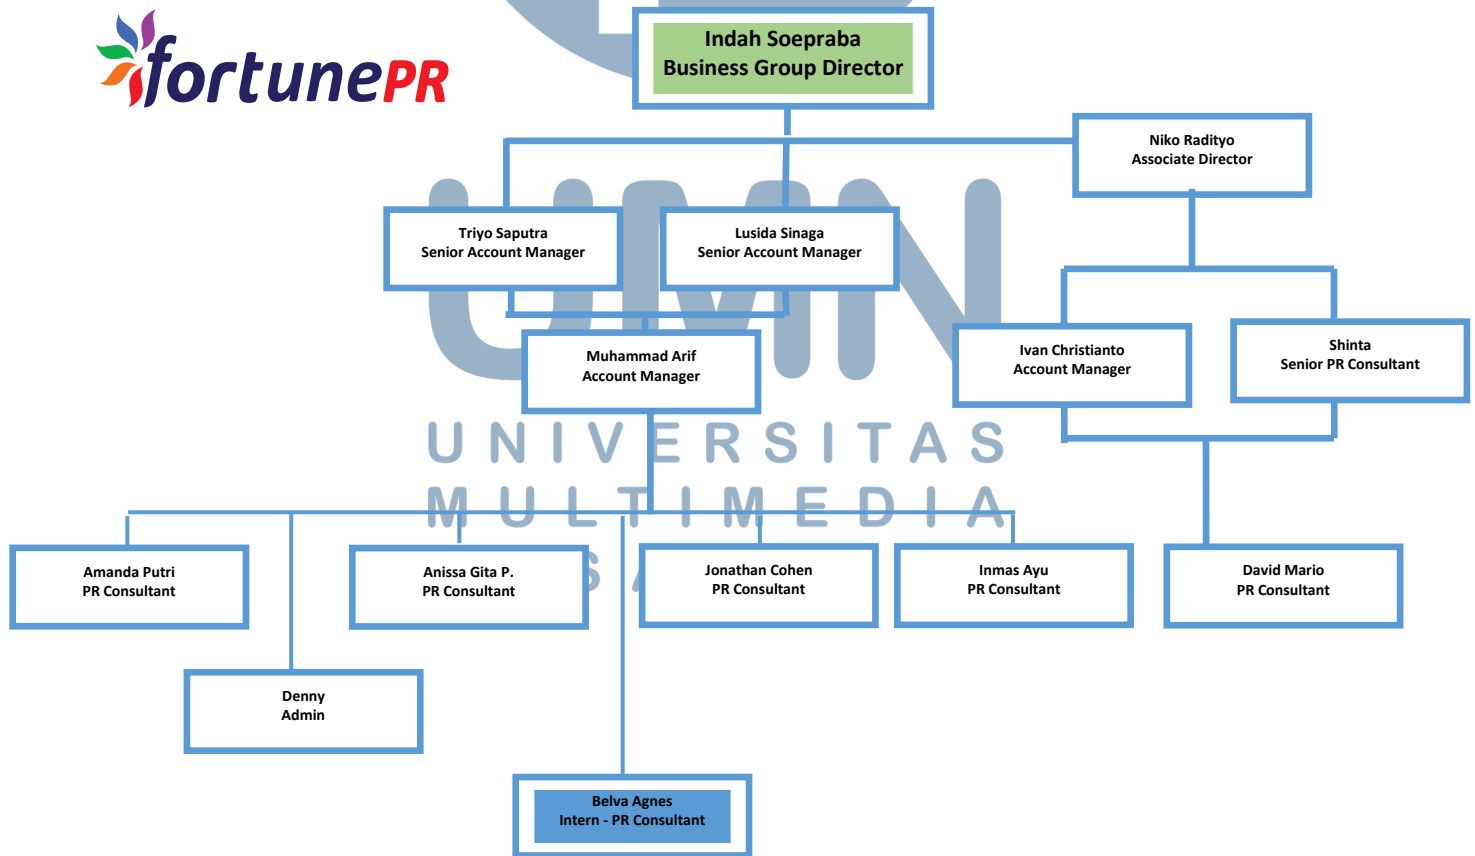 fortunePR
Indah Soepraba
Business Group Director
Niko Radityo
Associate Director
Triyo Saputra
Senior Account Manager
Lusida Sinaga
Senior Account Manager
UMN
Muhammad Arif
Account Manager
Ivan Christianto
Account Manager
Shinta
Senior PR Consultant
UNIVERSITAS
MULTIMEDIA
Amanda Putri
PR Consultant
Anissa Gita P.
PR Consultant
Jonathan Cohen
PR Consultant
Inmas Ayu
PR Consultant
David Mario
PR Consultant
Denny
Admin
Belva Agnes
Intern - PR Consultant